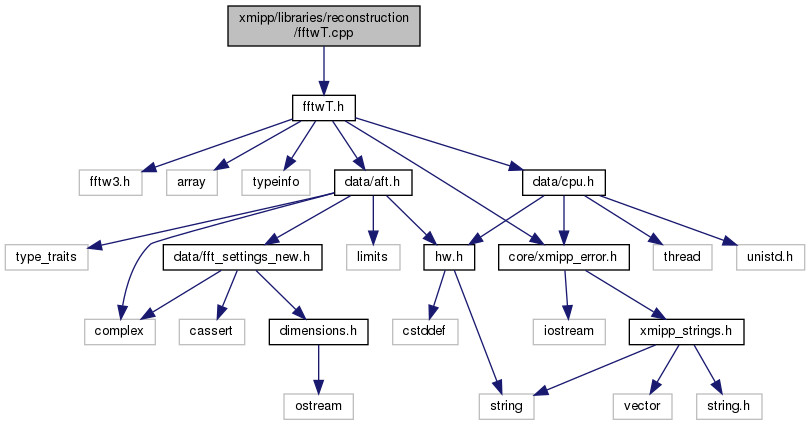 xmipp/libraries/reconstruction
/fftwT.cpp
fftwT.h
fftw3.h
array
typeinfo
data/aft.h
data/cpu.h
type_traits
data/fft_settings_new.h
limits
hw.h
core/xmipp_error.h
thread
unistd.h
complex
cassert
dimensions.h
cstddef
iostream
xmipp_strings.h
ostream
string
vector
string.h